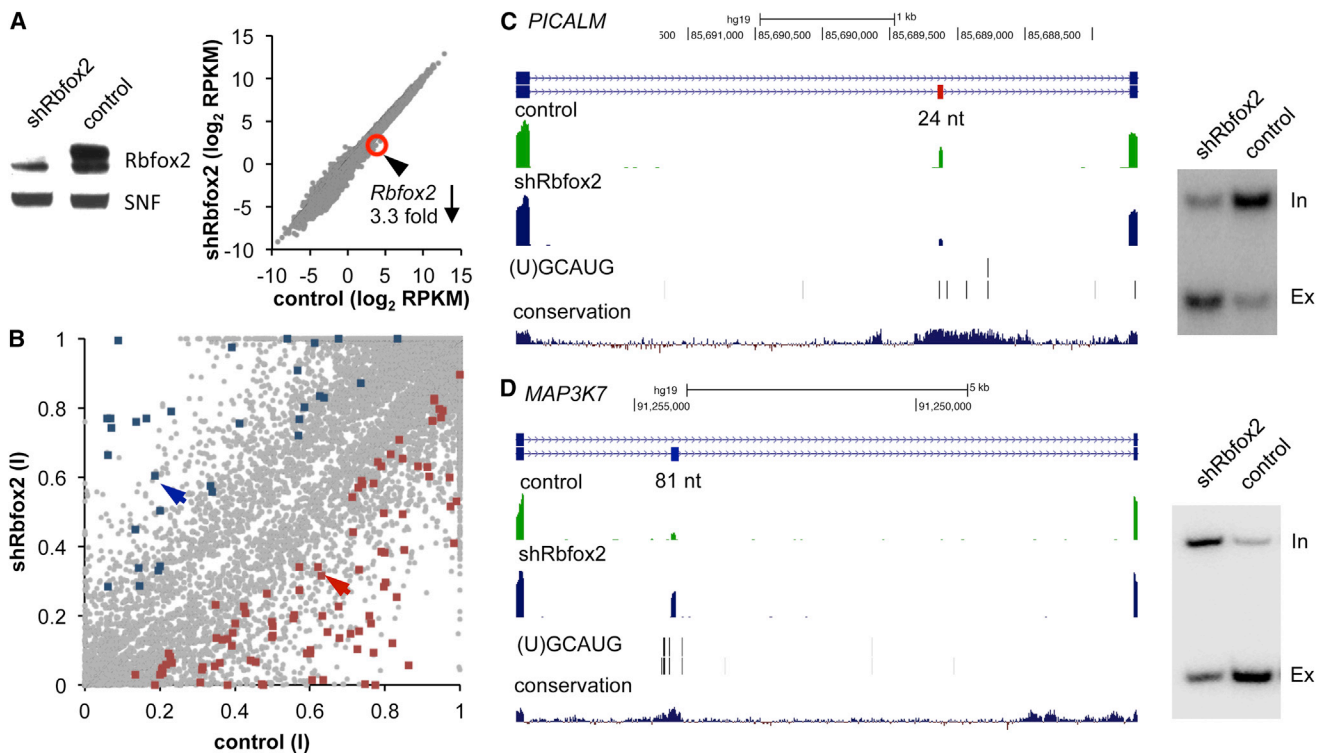 A
shRbfox2
control
Rbfox2
SNF
shRbfox2 (log2 RPKM)
15
10
5
0
-5
-10
-10 -5 0 5 10 15
control (log2 RPKM)
Rbfox2
3.3 fold
B
shRbfox2 (I)
1
0.8
0.6
0.4
0.2
0
0 0.2 0.4 0.6 0.8 1
control (I)
C PICALM
hg19 1 kb
500 85,691,000 85,690,500 85,690,000 85,689,500 85,689,000 85,688,500
control
24 nt
shRbfox2
(U)GCAUG
conservation
shRbfox2
control
In
Ex
D MAP3K7
hg19 5 kb
91,255,000 91,250,000
81 nt
control
shRbfox2
(U)GCAUG
conservation
shRbfox2
control
In
Ex